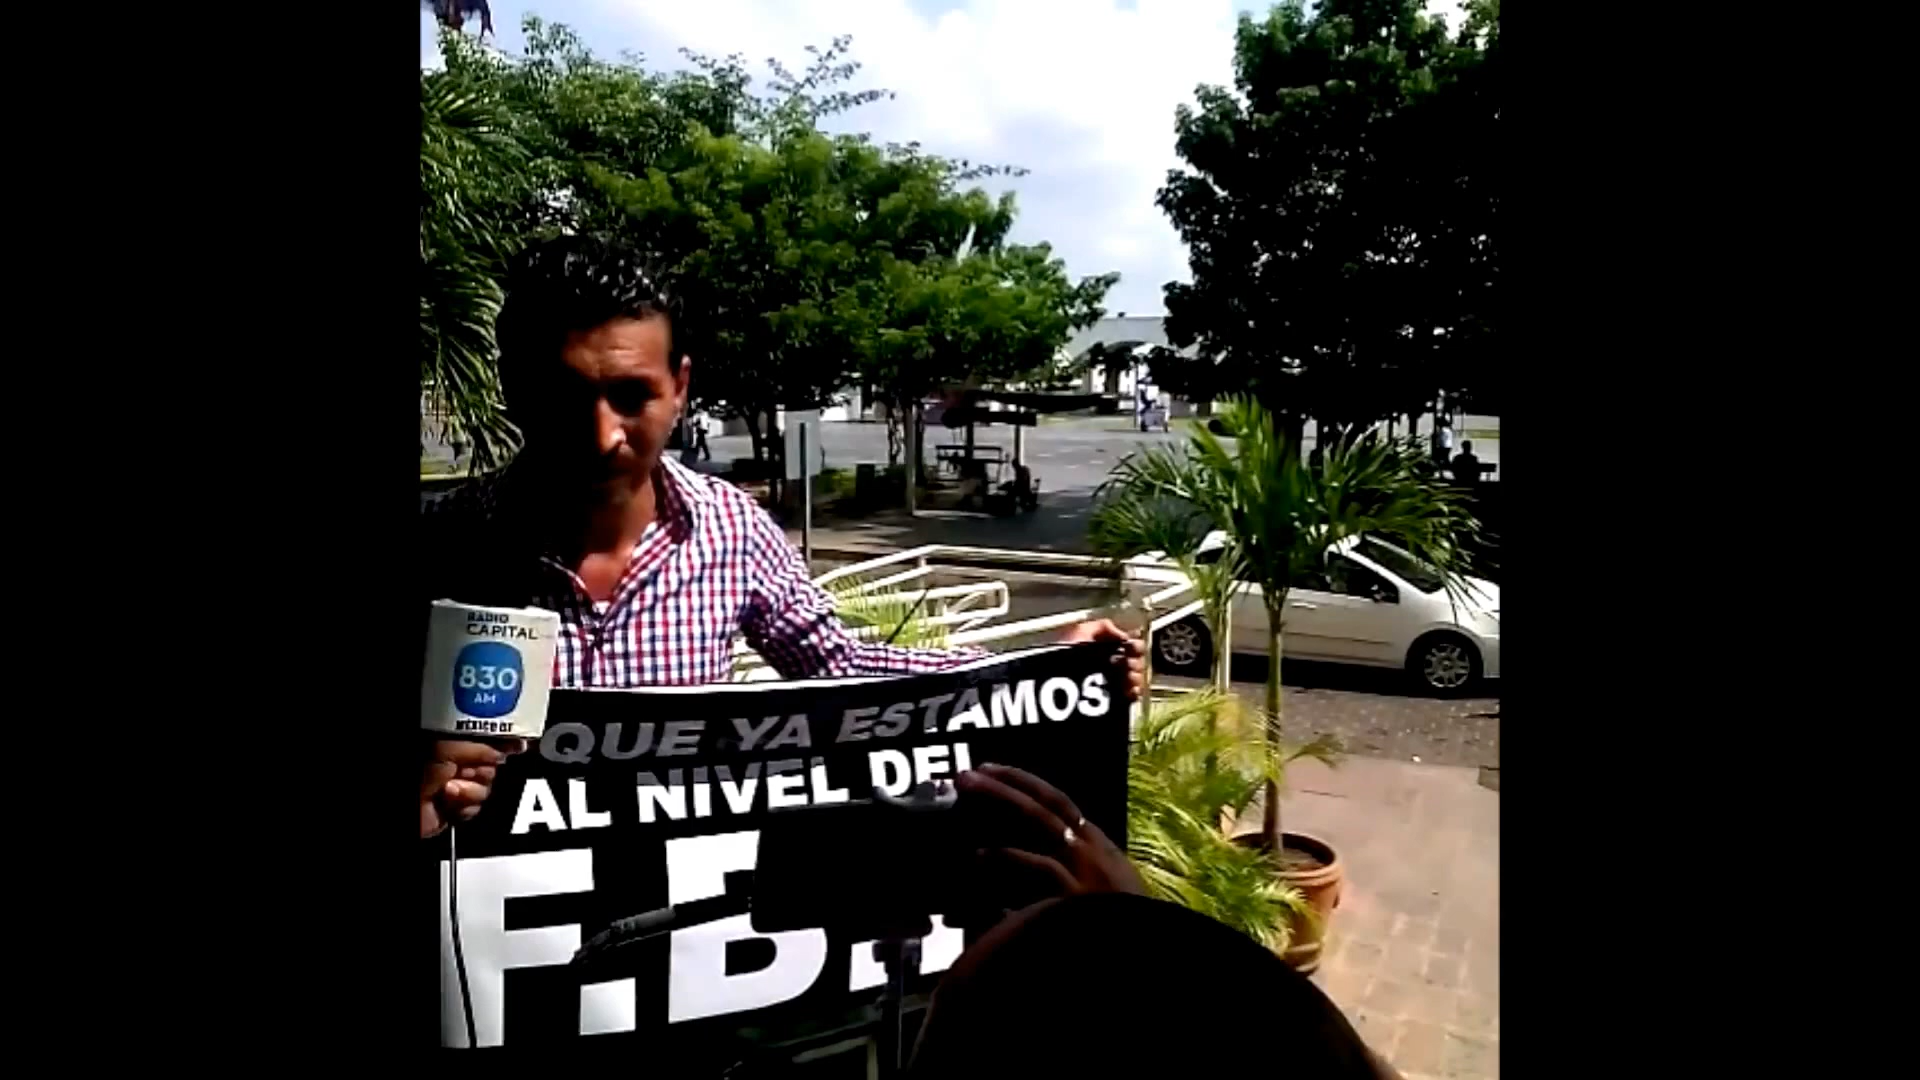 RADIO
CAPITAL
830
AM
MÉXICO DF
QUE YA ESTAMOS
AL NIVEL DEL
F.B.